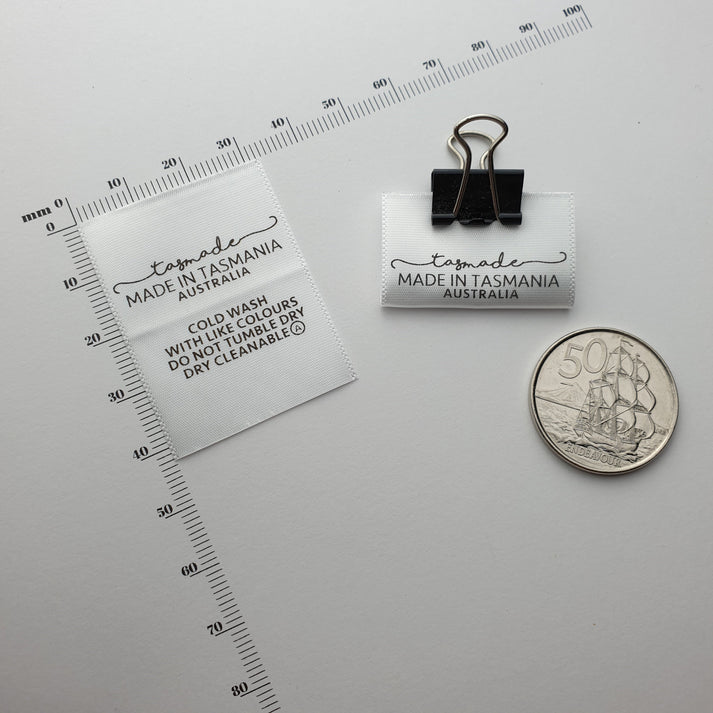 mm 0 10 20 30 40 50 60 70 80 90 100
0
10
20
30
40
50
60
70
80
tasmade
MADE IN TASMANIA
AUSTRALIA
COLD WASH
WITH LIKE COLOURS
DO NOT TUMBLE DRY
DRY CLEANABLE Ⓐ
tasmade
MADE IN TASMANIA
AUSTRALIA
50
ENDEAVOUR